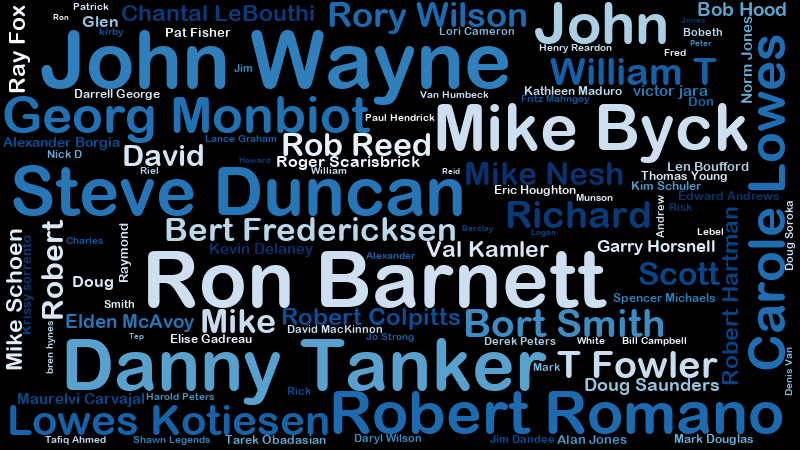 Patrick
Ron
Glen
kirby
Ray Fox
Chantal LeBouthi
Pat Fisher
Rory Wilson
Lori Cameron
John
Jones
Bob Hood
Bobeth
Peter
Henry Reardon
Fred
Norm Jones
John Wayne
Jim
William T
Darrell George
Van Humbeck
Kathleen Maduro
victor jara
Fritz Mahngoy
Don
Georg Monbiot
Paul Hendrick
Mike Byck
Carole Lowes
Alexander Borgia
Lance Graham
Rob Reed
Nick D
David
Howard
Roger Scarisbrick
Riel
William
Reid
Mike Nesh
Len Boufford
Thomas Young
Kim Schuler
Steve Duncan
Eric Houghton
Munson
Edward Andrews
Andrew
Risk
Richard
Doug Soroka
Bert Fredericksen
Barclay
Logan
Lebel
Robert Hartman
Mike Schoen
Krissy sorrento
Robert
Charles
Raymond
Kevin Delaney
Alexander
Val Kamler
Garry Horsnell
Ron Barnett
Scott
Doug
Smith
Spencer Michaels
Elden McAvoy
Mike
Robert Colpitts
Bort Smith
David MacKinnon
bren hynes
Tep
Elise Gadreau
Jo Strong
Derek Peters
White
Bill Campbell
Danny Tanker
Mark
T Fowler
Denis Van
Doug Saunders
Maurelvi Carvajal
Harold Peters
Rick
Lowes Kotiesen
Robert Romano
Tafiq Ahmed
Shawn Legends
Tarek Obadasian
Daryl Wilson
Jim Dandee
Alan Jones
Mark Douglas